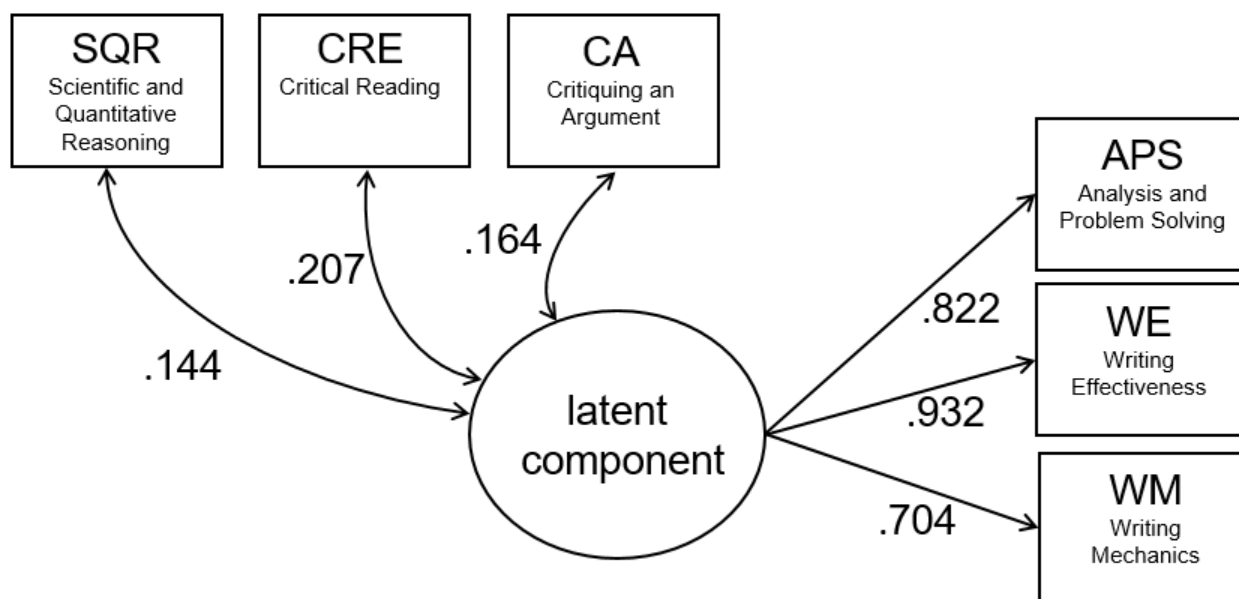 SQR
Scientific and
Quantitative
Reasoning
CRE
Critical Reading
CA
Critiquing an
Argument
APS
Analysis and
Problem Solving
.164
.207
.822
WE
Writing
Effectiveness
.144
.932
latent
component
WM
Writing
Mechanics
.704